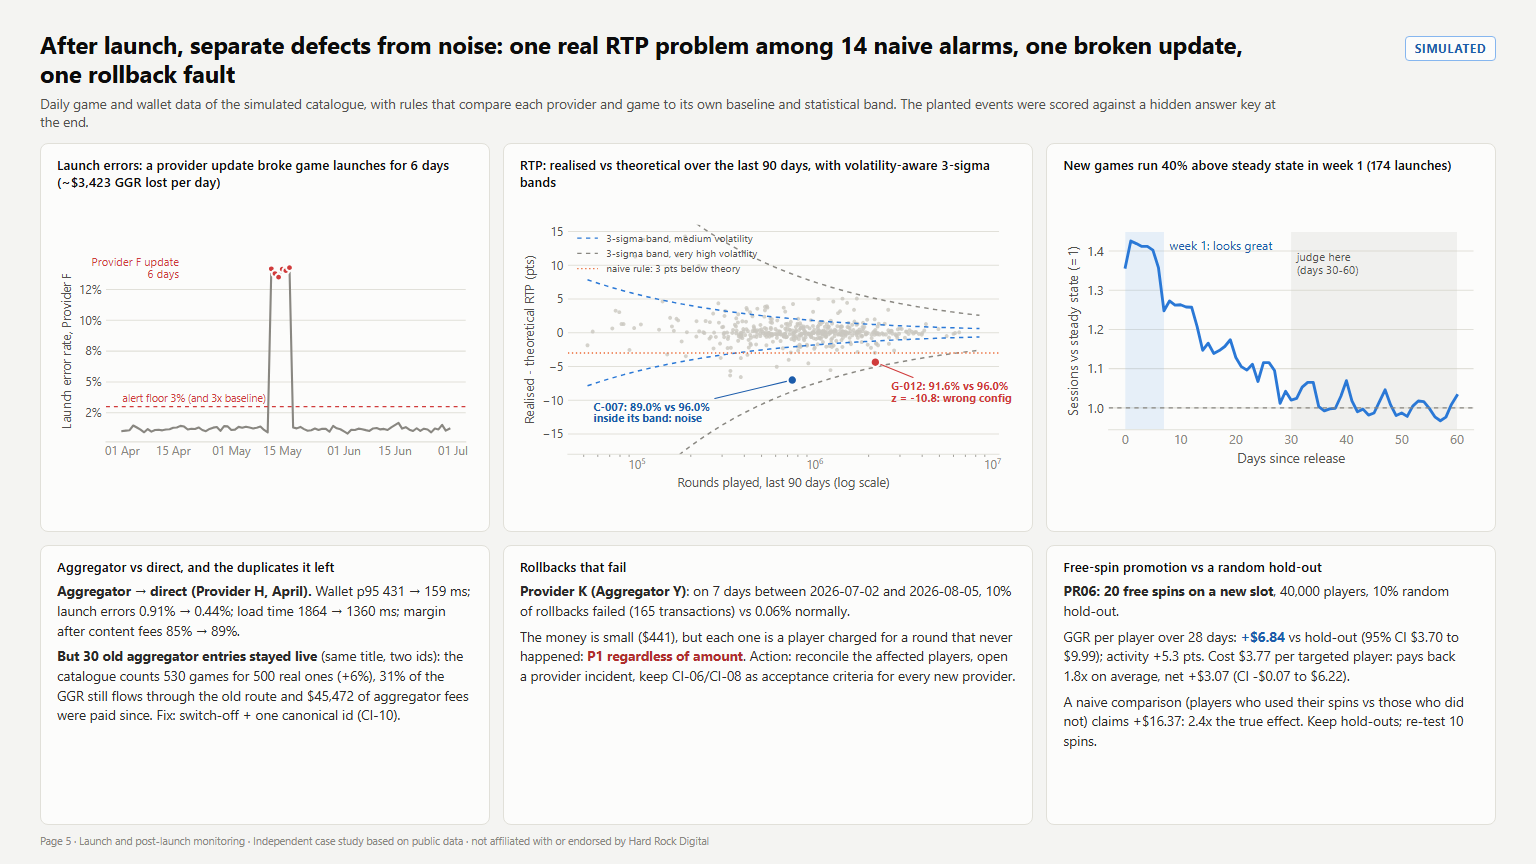 After launch, separate defects from noise: one real RTP problem among 14 naive alarms, one broken update,
one rollback fault
SIMULATED
Daily game and wallet data of the simulated catalogue, with rules that compare each provider and game to its own baseline and statistical band. The planted events were scored against a hidden answer key at
the end.
Launch errors: a provider update broke game launches for 6 days
(~$3,423 GGR lost per day)
Launch error rate, Provider F
12%
10%
8%
5%
2%
Provider F update
6 days
alert floor 3% (and 3x baseline)
01 Apr
15 Apr
01 May
15 May
01 Jun
15 Jun
01 Jul
RTP: realised vs theoretical over the last 90 days, with volatility-aware 3-sigma
bands
Realised - theoretical RTP (pts)
15
10
5
0
−5
−10
−15
3-sigma band, medium volatility
3-sigma band, very high volatility
naive rule: 3 pts below theory
C-007: 89.0% vs 96.0%
inside its band: noise
G-012: 91.6% vs 96.0%
z = -10.8: wrong config
10⁵
10⁶
10⁷
Rounds played, last 90 days (log scale)
New games run 40% above steady state in week 1 (174 launches)
Sessions vs steady state (= 1)
1.4
1.3
1.2
1.1
1.0
week 1: looks great
judge here
(days 30-60)
0
10
20
30
40
50
60
Days since release
Aggregator vs direct, and the duplicates it left
Aggregator → direct (Provider H, April). Wallet p95 431 → 159 ms;
launch errors 0.91% → 0.44%; load time 1864 → 1360 ms; margin
after content fees 85% → 89%.
But 30 old aggregator entries stayed live (same title, two ids): the
catalogue counts 530 games for 500 real ones (+6%), 31% of the
GGR still flows through the old route and $45,472 of aggregator fees
were paid since. Fix: switch-off + one canonical id (CI-10).
Rollbacks that fail
Provider K (Aggregator Y): on 7 days between 2026-07-02 and 2026-08-05, 10%
of rollbacks failed (165 transactions) vs 0.06% normally.
The money is small ($441), but each one is a player charged for a round that never
happened: P1 regardless of amount. Action: reconcile the affected players, open
a provider incident, keep CI-06/CI-08 as acceptance criteria for every new provider.
Free-spin promotion vs a random hold-out
PR06: 20 free spins on a new slot, 40,000 players, 10% random
hold-out.
GGR per player over 28 days: +$6.84 vs hold-out (95% CI $3.70 to
$9.99); activity +5.3 pts. Cost $3.77 per targeted player: pays back
1.8x on average, net +$3.07 (CI -$0.07 to $6.22).
A naive comparison (players who used their spins vs those who did
not) claims +$16.37: 2.4x the true effect. Keep hold-outs; re-test 10
spins.
Page 5 · Launch and post-launch monitoring · Independent case study based on public data · not affiliated with or endorsed by Hard Rock Digital